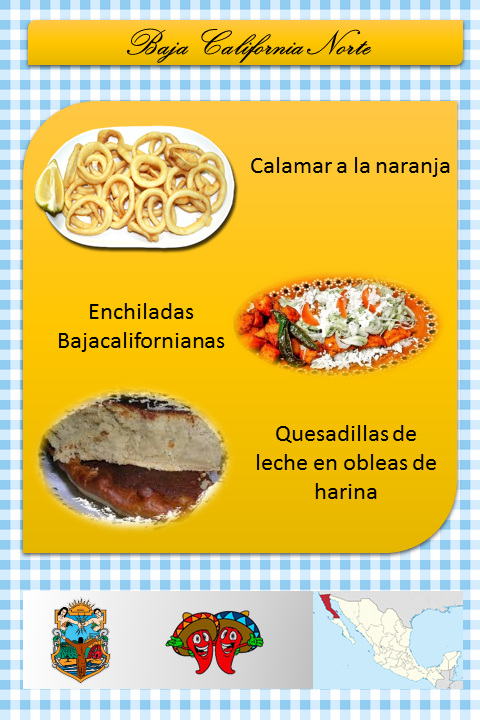 Baja California Norte
Calamar a la naranja
Enchiladas
Bajacalifornianas
Quesadillas de
leche en obleas de
harina